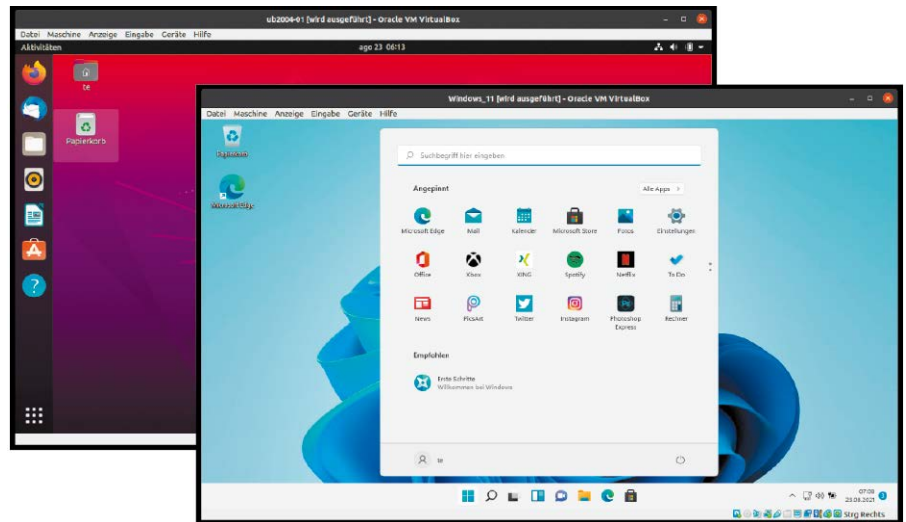 ub2004-01 [wird ausgeführt] - Oracle VM VirtualBox
Datei Maschine Anzeige Eingabe Geräte Hilfe
Aktivitäten ago 23 06:13
te
Papierkorb
Windows_11 [wird ausgeführt] - Oracle VM VirtualBox
Datei Maschine Anzeige Eingabe Geräte Hilfe
Papierkorb
Microsoft Edge
Suchbegriff hier eingeben
Angepinnt Alle Apps >
Microsoft Edge Mail Kalender Microsoft Store Fotos Einstellungen
Office Xbox XING Spotify Netflix To Do
News PicsArt Twitter Instagram Photoshop Express Rechner
Empfohlen
Erste Schritte
Willkommen bei Windows
te
07:08
23.08.2021
Strg Rechts